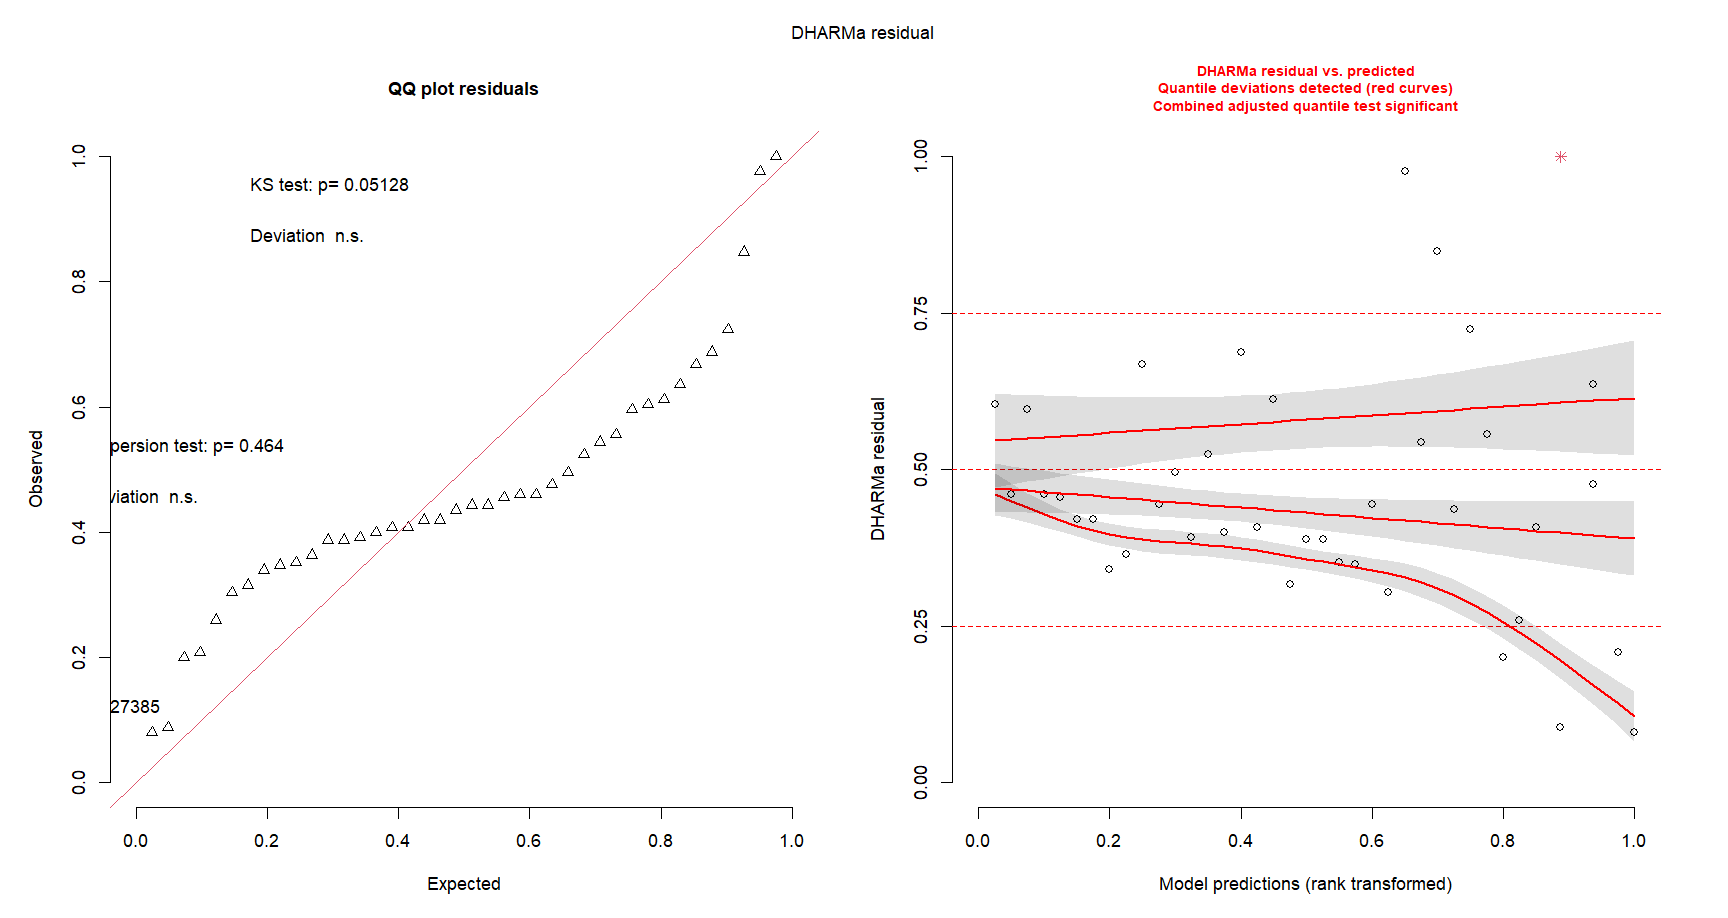 DHARMa residual
QQ plot residuals
KS test: p= 0.05128
Deviation n.s.
persion test: p= 0.464
viation n.s.
27385
Observed
0.0 0.2 0.4 0.6 0.8 1.0
0.0 0.2 0.4 0.6 0.8 1.0
Expected
DHARMa residual vs. predicted
Quantile deviations detected (red curves)
Combined adjusted quantile test significant
DHARMa residual
0.00 0.25 0.50 0.75 1.00
0.0 0.2 0.4 0.6 0.8 1.0
Model predictions (rank transformed)